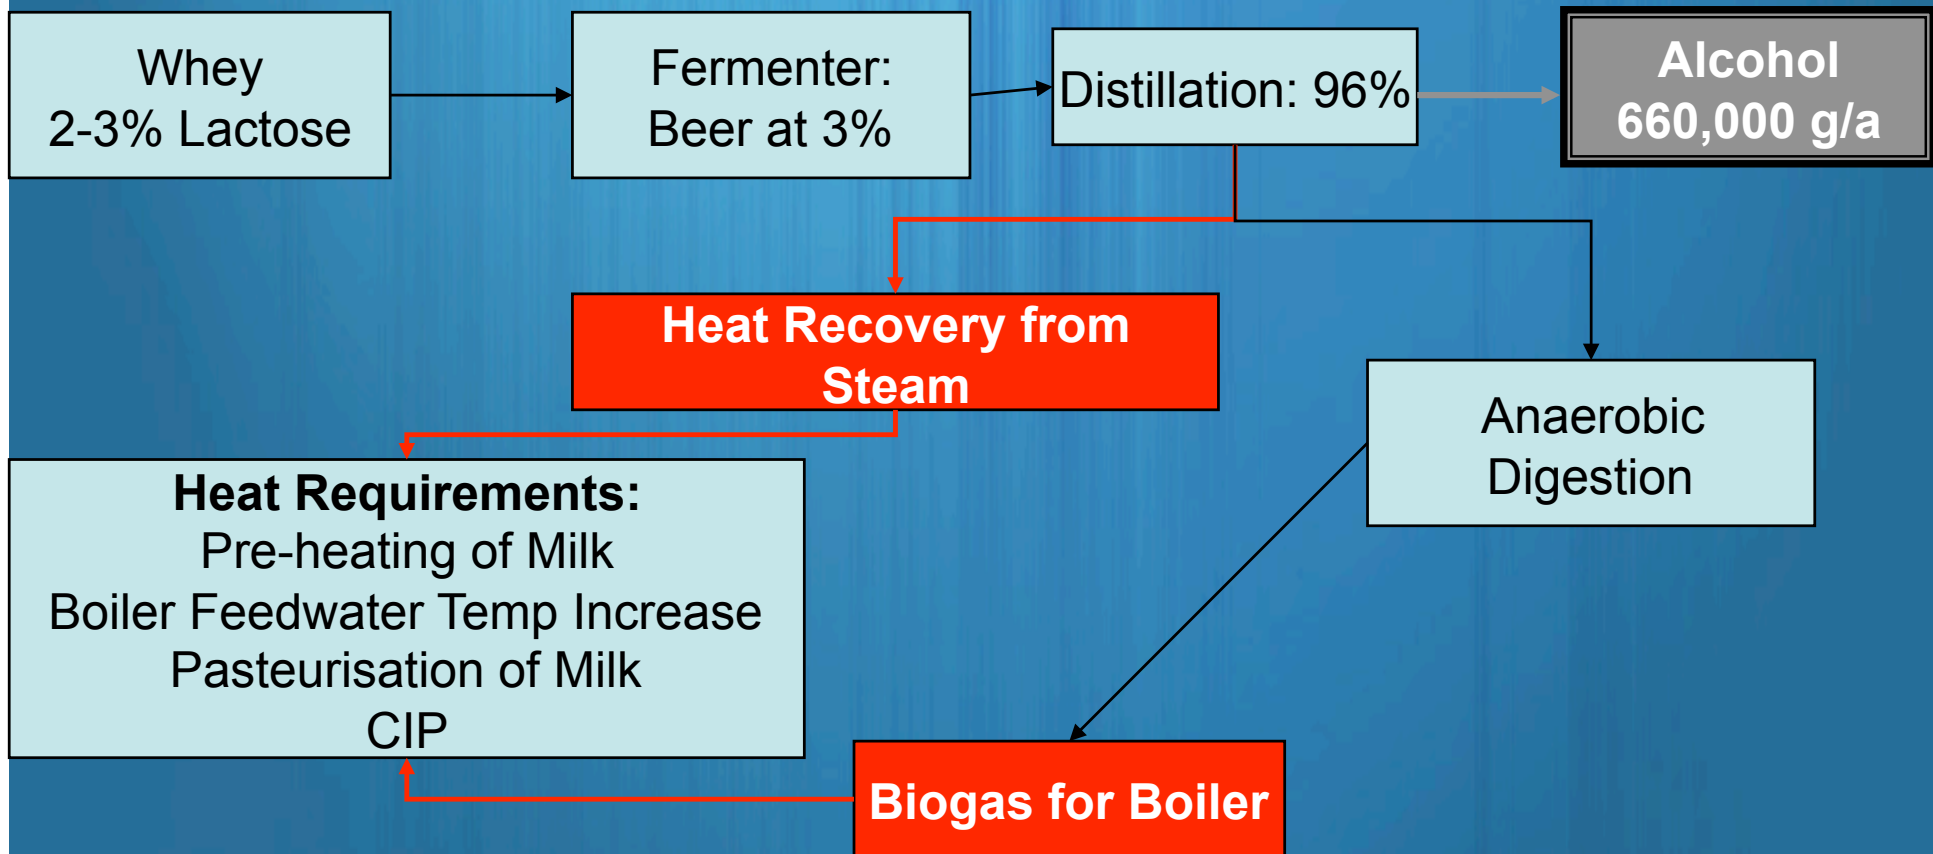 Whey
2-3% Lactose
Fermenter:
Beer at 3%
Distillation: 96%
Alcohol
660,000 g/a
Heat Recovery from
Steam
Anaerobic
Digestion
Heat Requirements:
Pre-heating of Milk
Boiler Feedwater Temp Increase
Pasteurisation of Milk
CIP
Biogas for Boiler